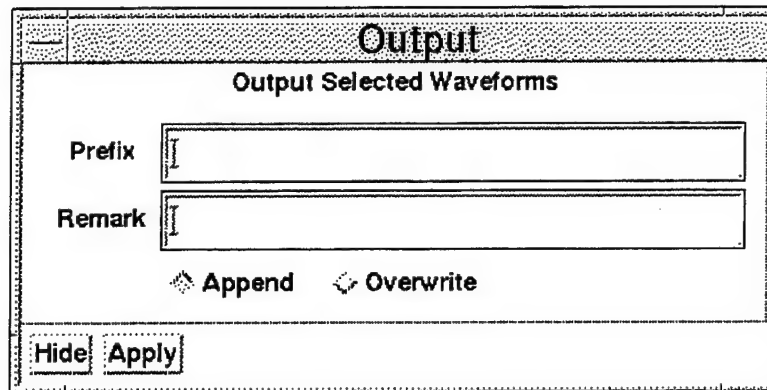 Output
Output Selected Waveforms
Prefix
Remark
Append Overwrite
Hide Apply